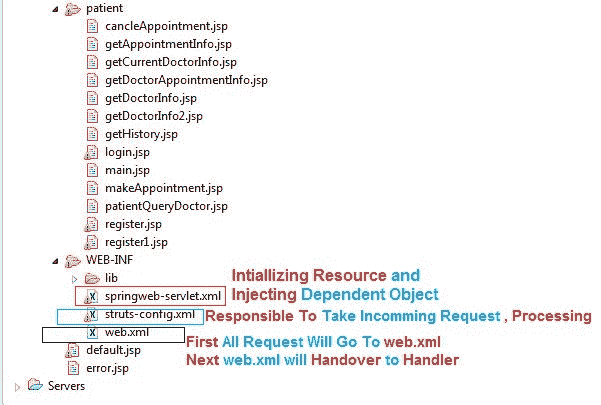 patient
cancleAppointment.jsp
getAppointmentInfo.jsp
getCurrentDoctorInfo.jsp
getDoctorAppointmentInfo.jsp
getDoctorInfo.jsp
getDoctorInfo2.jsp
getHistory.jsp
login.jsp
main.jsp
makeAppointment.jsp
patientQueryDoctor.jsp
register.jsp
register1.jsp
WEB-INF
lib
Intiallizing Resource and
springweb-servlet.xml
Injecting Dependent Object
struts-config.xml
Responsible To Take Incomming Request , Processing
web.xml
First All Request Will Go To web.xml
default.jsp
Next web.xml will Handover to Handler
error.jsp
Servers